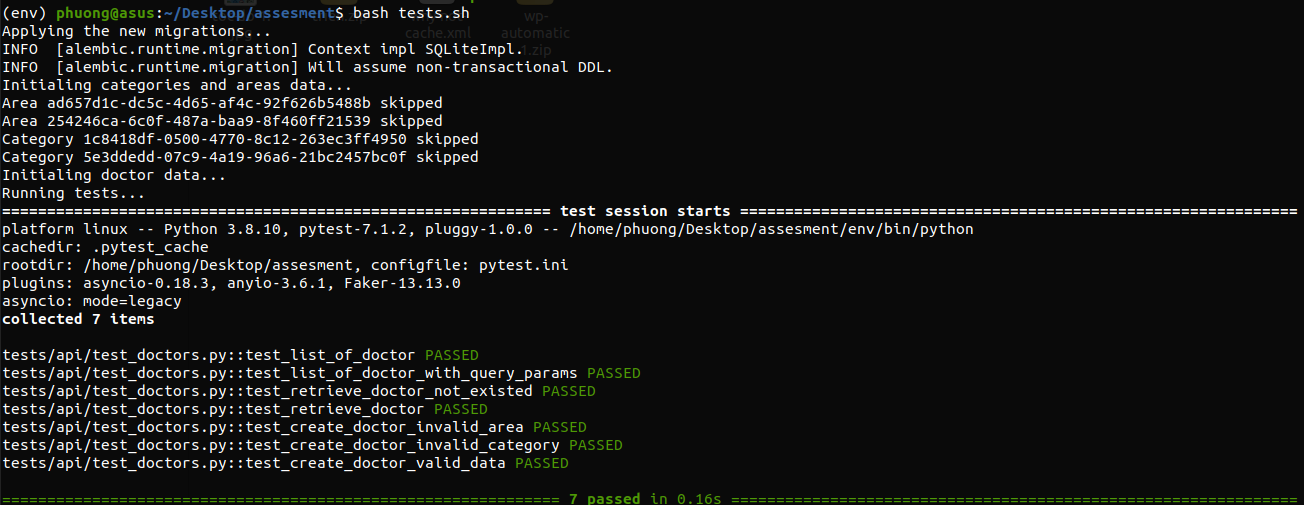 (env) phuong@asus:~/Desktop/assesment$ bash tests.sh
Applying the new migrations...
INFO  [alembic.runtime.migration] Context impl SQLiteImpl.
INFO  [alembic.runtime.migration] Will assume non-transactional DDL.
Initialing categories and areas data...
Area ad657d1c-dc5c-4d65-af4c-92f626b5488b skipped
Area 254246ca-6c0f-487a-baa9-8f460ff21539 skipped
Category 1c8418df-0500-4770-8c12-263ec3ff4950 skipped
Category 5e3ddedd-07c9-4a19-96a6-21bc2457bc0f skipped
Initialing doctor data...
Running tests...
============================================================= test session starts ==============================================================
platform linux -- Python 3.8.10, pytest-7.1.2, pluggy-1.0.0 -- /home/phuong/Desktop/assesment/env/bin/python
cachedir: .pytest_cache
rootdir: /home/phuong/Desktop/assesment, configfile: pytest.ini
plugins: asyncio-0.18.3, anyio-3.6.1, Faker-13.13.0
asyncio: mode=legacy
collected 7 items
tests/api/test_doctors.py::test_list_of_doctor PASSED
tests/api/test_doctors.py::test_list_of_doctor_with_query_params PASSED
tests/api/test_doctors.py::test_retrieve_doctor_not_existed PASSED
tests/api/test_doctors.py::test_retrieve_doctor PASSED
tests/api/test_doctors.py::test_create_doctor_invalid_area PASSED
tests/api/test_doctors.py::test_create_doctor_invalid_category PASSED
tests/api/test_doctors.py::test_create_doctor_valid_data PASSED
============================================================== 7 passed in 0.16s ===============================================================
wp-
cache.xml
automatic